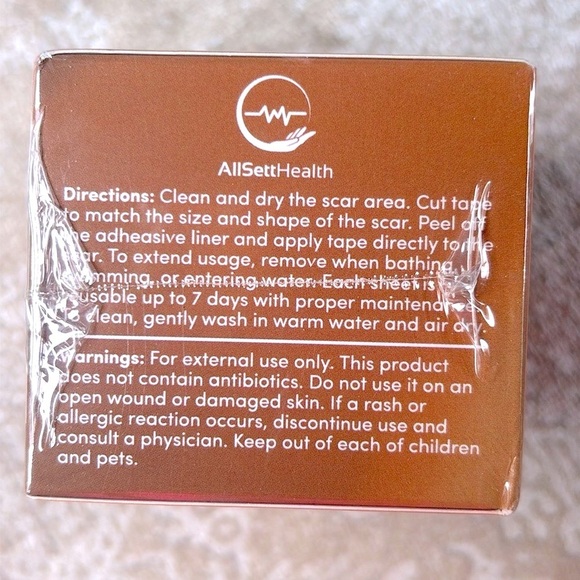 AllSettHealth
Directions: Clean and dry the scar area. Cut tape
to match the size and shape of the scar. Peel off
the adheasive liner and apply tape directly to the
scar. To extend usage, remove when bathing,
swimming, or entering water. Each sheet is
reusable up to 7 days with proper maintenance.
To clean, gently wash in warm water and air dry.
Warnings: For external use only. This product
does not contain antibiotics. Do not use it on an
open wound or damaged skin. If a rash or
allergic reaction occurs, discontinue use and
consult a physician. Keep out of each of children
and pets.